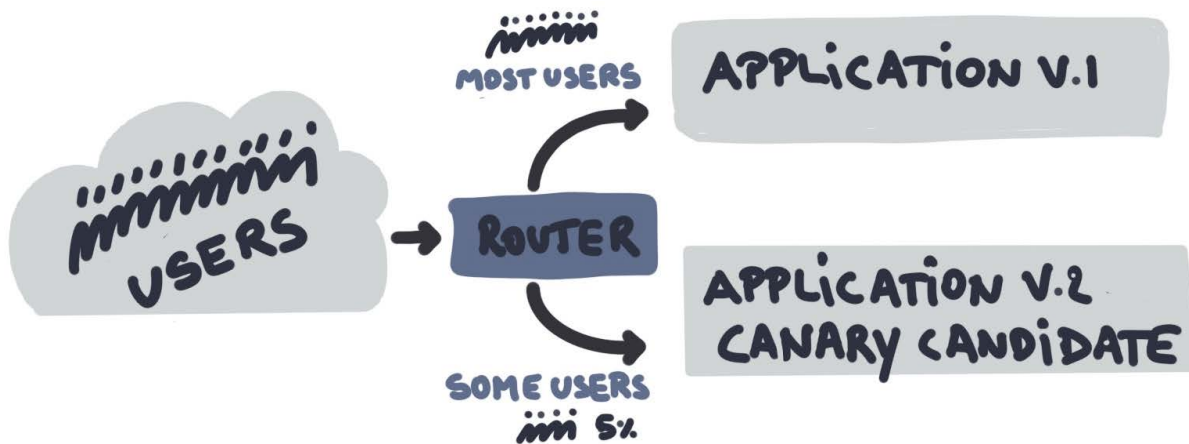 USERS
MOST USERS
APPLICATION V.1
ROUTER
APPLICATION V.2
CANARY CANDIDATE
SOME USERS
5%